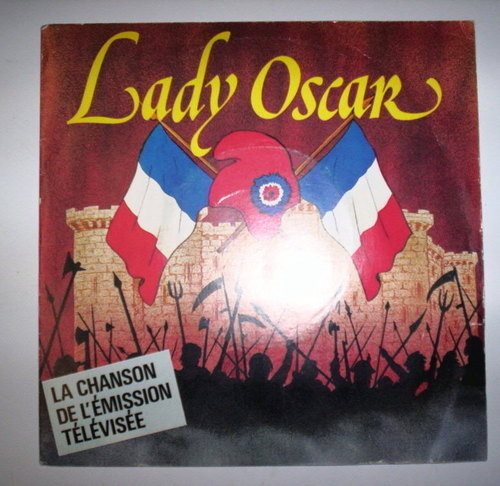 Lady Oscar
LA CHANSON
DE L'ÉMISSION
TÉLÉVISÉE